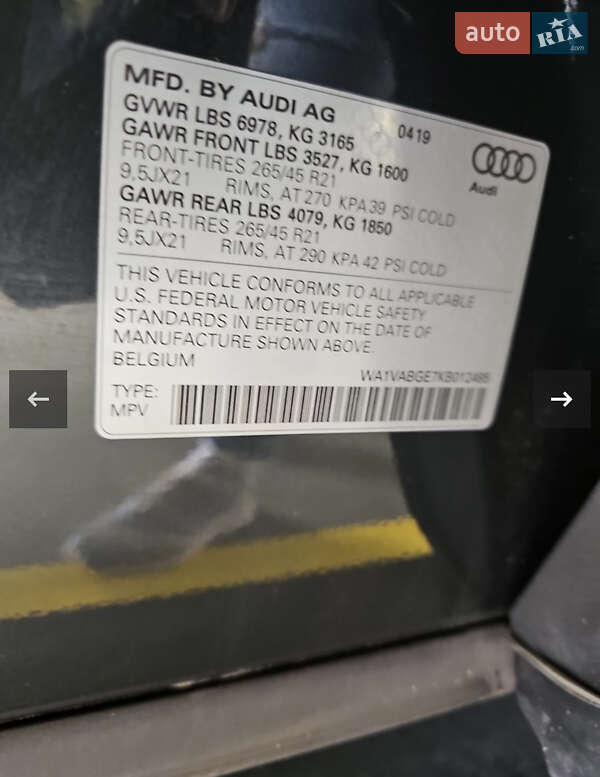 auto RIA .com
MFD. BY AUDI AG 0419
GVWR LBS 6978, KG 3165
GAWR FRONT LBS 3527, KG 1600
FRONT-TIRES 265/45 R21
9,5JX21 RIMS, AT 270 KPA 39 PSI COLD
GAWR REAR LBS 4079, KG 1850
REAR-TIRES 265/45 R21
9,5JX21 RIMS, AT 290 KPA 42 PSI COLD
Audi
THIS VEHICLE CONFORMS TO ALL APPLICABLE
U.S. FEDERAL MOTOR VEHICLE SAFETY
STANDARDS IN EFFECT ON THE DATE OF
MANUFACTURE SHOWN ABOVE.
BELGIUM
WA1VABGE7KB012485
TYPE:
MPV